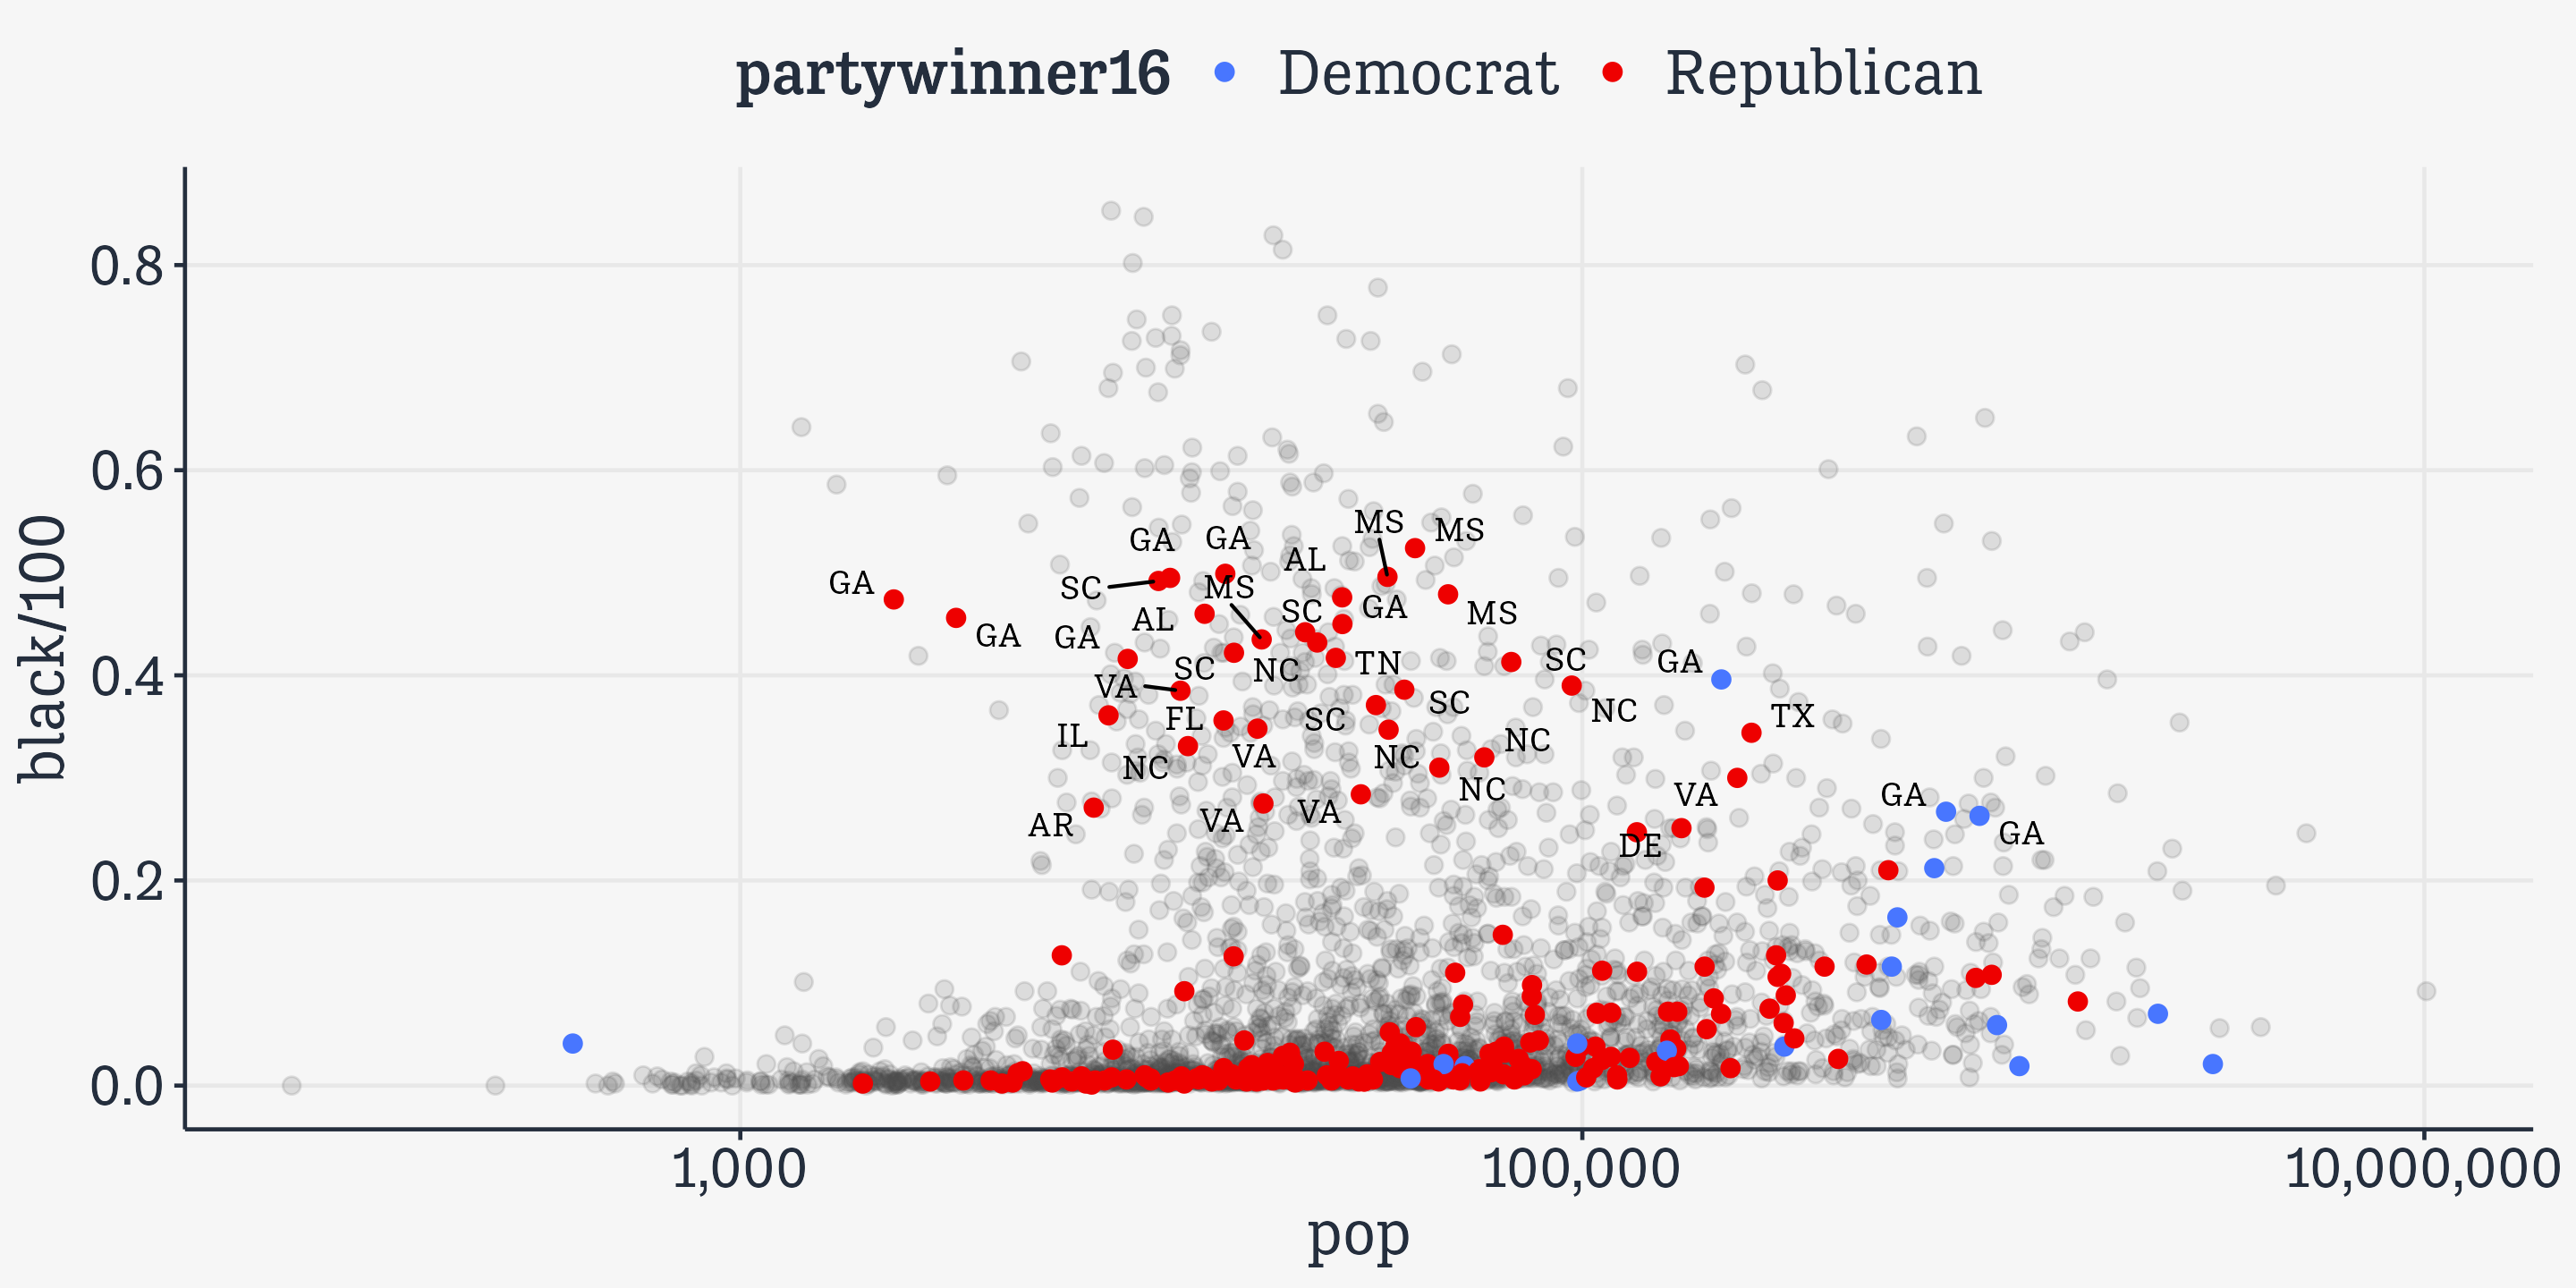 partywinner16 Democrat Republican
black/100
0.8
0.6
0.4
0.2
0.0
MS
MS
GA
GA
AL
GA
SC
MS
GA
SC
MS
AL
GA
GA
TN
SC
GA
SC
NC
VA
SC
NC
TX
FL
SC
IL
NC
VA
NC
NC
NC
VA
GA
VA
VA
AR
GA
DE
1,000
100,000
10,000,000
pop